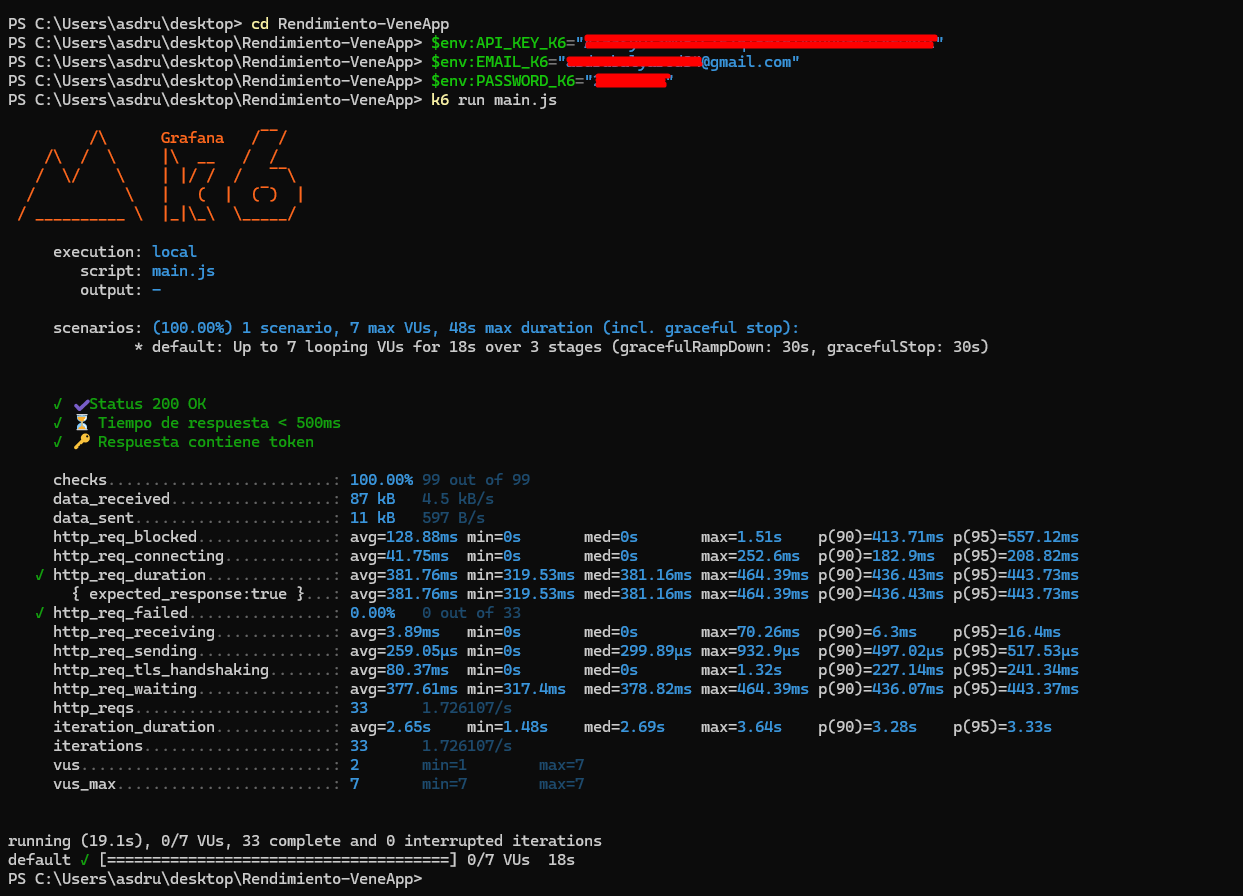 PS C:\Users\asdru\desktop> cd Rendimiento-VeneApp
PS C:\Users\asdru\desktop\Rendimiento-VeneApp> $env:API_KEY_K6="
PS C:\Users\asdru\desktop\Rendimiento-VeneApp> $env:EMAIL_K6="@gmail.com"
PS C:\Users\asdru\desktop\Rendimiento-VeneApp> $env:PASSWORD_K6="
PS C:\Users\asdru\desktop\Rendimiento-VeneApp> k6 run main.js
Grafana
k6
execution: local
script: main.js
output: -
scenarios: (100.00%) 1 scenario, 7 max VUs, 48s max duration (incl. graceful stop):
* default: Up to 7 looping VUs for 18s over 3 stages (gracefulRampDown: 30s, gracefulStop: 30s)
✓ ✔Status 200 OK
✓ ⏳ Tiempo de respuesta < 500ms
✓ 🔑 Respuesta contiene token
checks.........................: 100.00% 99 out of 99
data_received..................: 87 kB 4.5 kB/s
data_sent......................: 11 kB 597 B/s
http_req_blocked...............: avg=128.88ms min=0s med=0s max=1.51s p(90)=413.71ms p(95)=557.12ms
http_req_connecting............: avg=41.75ms min=0s med=0s max=252.6ms p(90)=182.9ms p(95)=208.82ms
✓ http_req_duration..............: avg=381.76ms min=319.53ms med=381.16ms max=464.39ms p(90)=436.43ms p(95)=443.73ms
{ expected_response:true }...: avg=381.76ms min=319.53ms med=381.16ms max=464.39ms p(90)=436.43ms p(95)=443.73ms
✓ http_req_failed................: 0.00% 0 out of 33
http_req_receiving.............: avg=3.89ms min=0s med=0s max=70.26ms p(90)=6.3ms p(95)=16.4ms
http_req_sending...............: avg=259.05µs min=0s med=299.89µs max=932.9µs p(90)=497.02µs p(95)=517.53µs
http_req_tls_handshaking.......: avg=80.37ms min=0s med=0s max=1.32s p(90)=227.14ms p(95)=241.34ms
http_req_waiting...............: avg=377.61ms min=317.4ms med=378.82ms max=464.39ms p(90)=436.07ms p(95)=443.37ms
http_reqs......................: 33 1.726107/s
iteration_duration.............: avg=2.65s min=1.48s med=2.69s max=3.64s p(90)=3.28s p(95)=3.33s
iterations.....................: 33 1.726107/s
vus............................: 2 min=1 max=7
vus_max........................: 7 min=7 max=7
running (19.1s), 0/7 VUs, 33 complete and 0 interrupted iterations
default ✓ [======================================] 0/7 VUs 18s
PS C:\Users\asdru\desktop\Rendimiento-VeneApp>